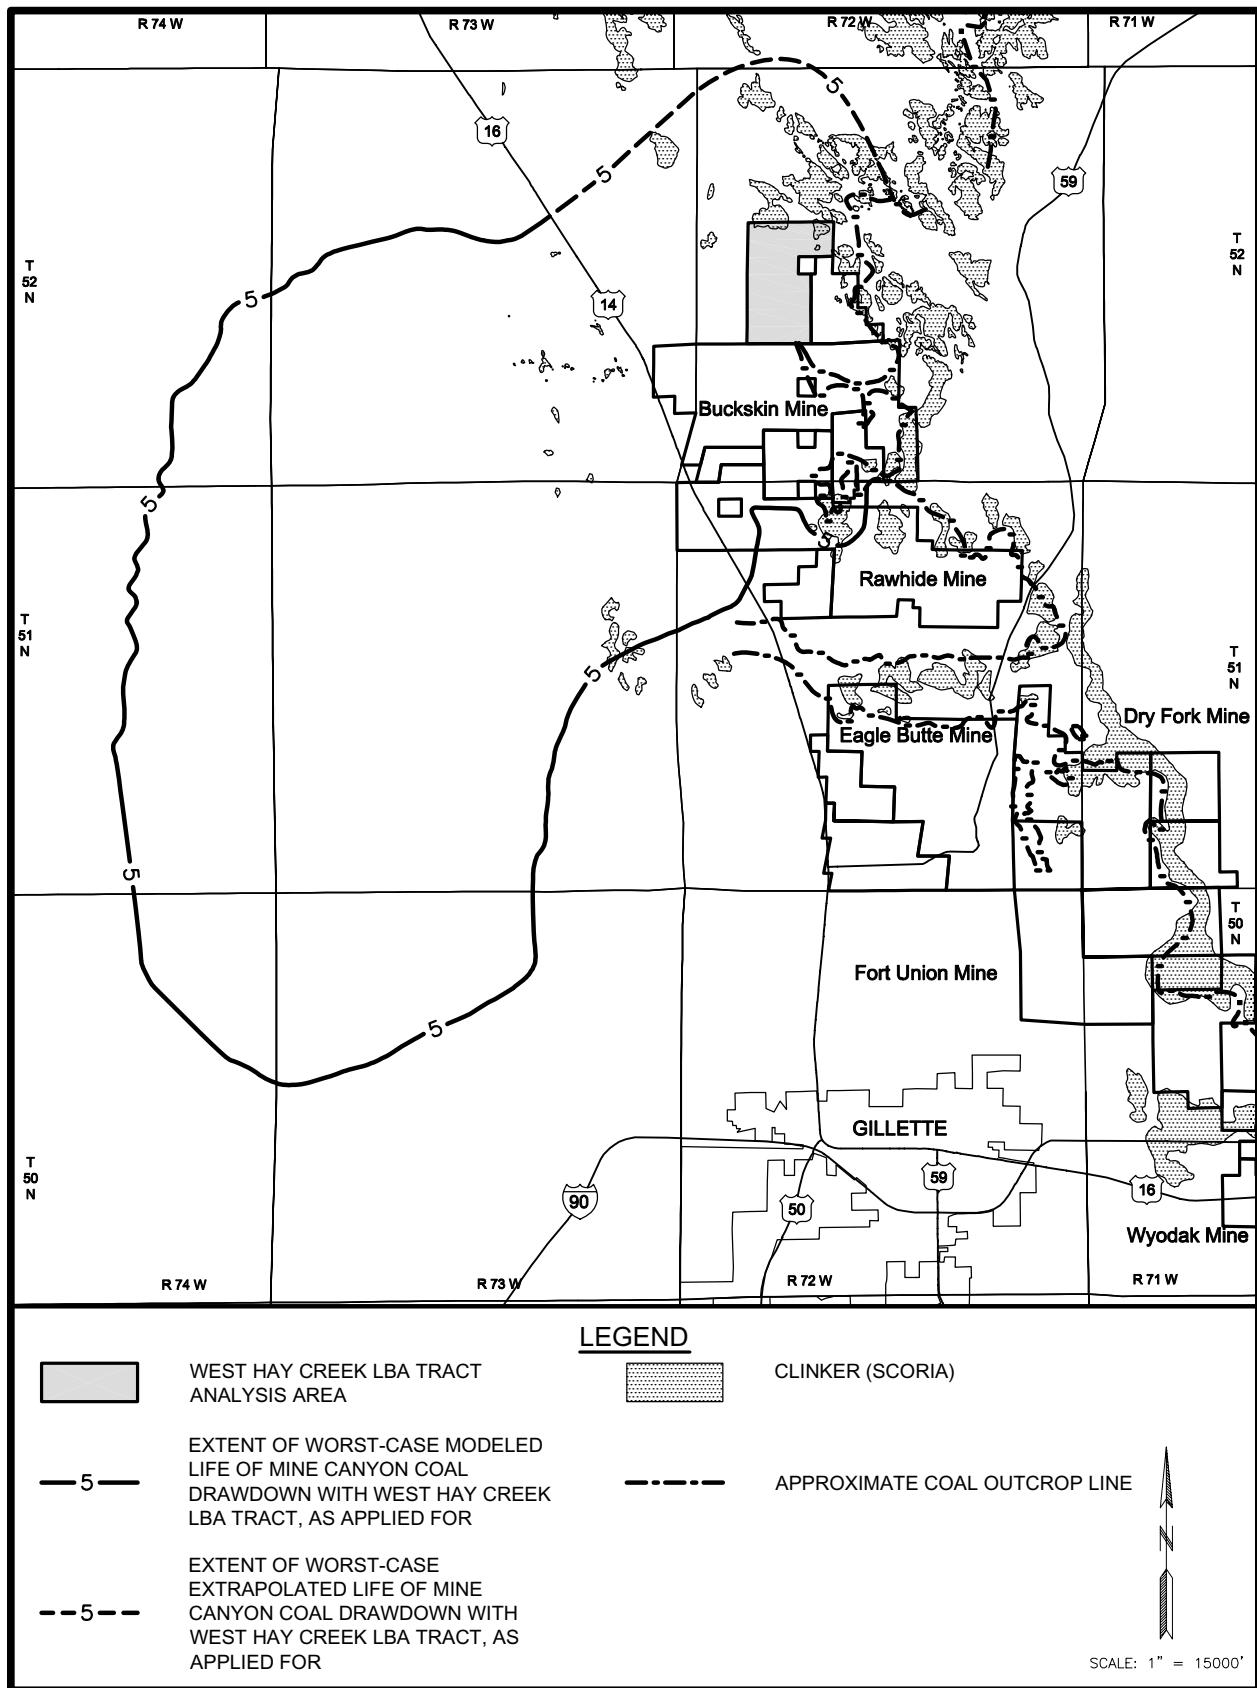 R 74 W
R 73 W
R 72 W
R 71 W
5
16
59
5
T
52
N
T
52
N
5
14
Buckskin Mine
5
5
Rawhide Mine
T
51
N
T
51
N
5
Dry Fork Mine
Eagle Butte Mine
5
T
50
N
Fort Union Mine
5
GILLETTE
T
50
N
90
50
59
16
Wyodak Mine
R 74 W
R 73 W
R 72 W
R 71 W
LEGEND
WEST HAY CREEK LBA TRACT
ANALYSIS AREA
CLINKER (SCORIA)
5
EXTENT OF WORST-CASE MODELED
LIFE OF MINE CANYON COAL
DRAWDOWN WITH WEST HAY CREEK
LBA TRACT, AS APPLIED FOR
APPROXIMATE COAL OUTCROP LINE
5
EXTENT OF WORST-CASE
EXTRAPOLATED LIFE OF MINE
CANYON COAL DRAWDOWN WITH
WEST HAY CREEK LBA TRACT, AS
APPLIED FOR
N
SCALE: 1" = 15000'